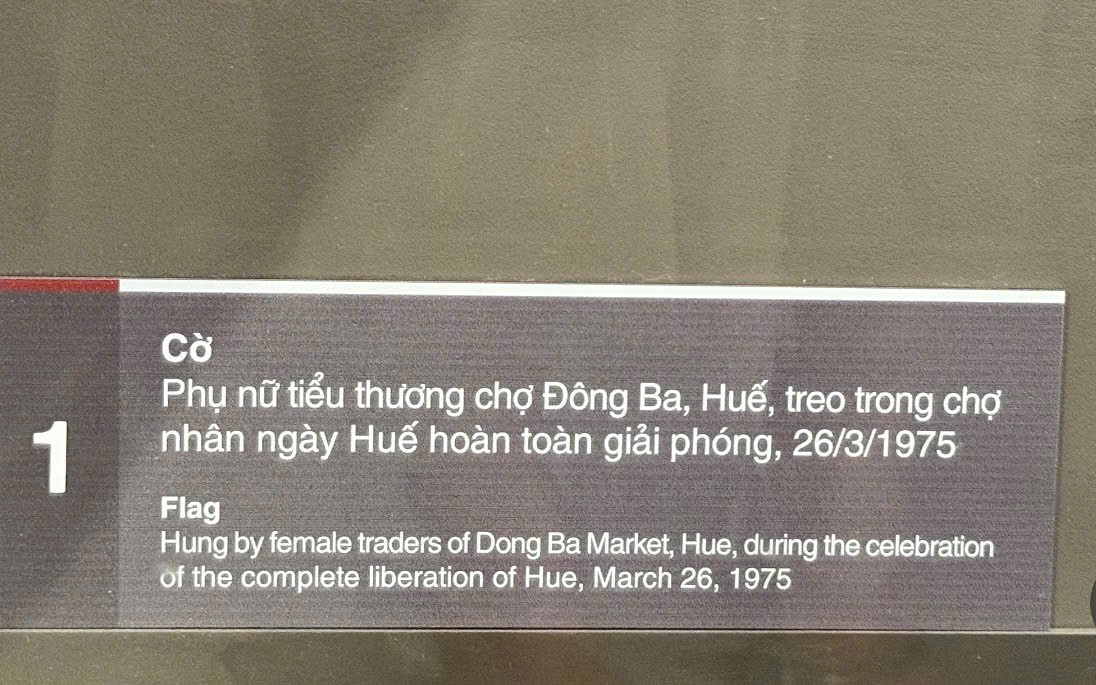 1
Cờ
Phụ nữ tiểu thương chợ Đông Ba, Huế, treo trong chợ
nhân ngày Huế hoàn toàn giải phóng, 26/3/1975
Flag
Hung by female traders of Dong Ba Market, Hue, during the celebration
of the complete liberation of Hue, March 26, 1975